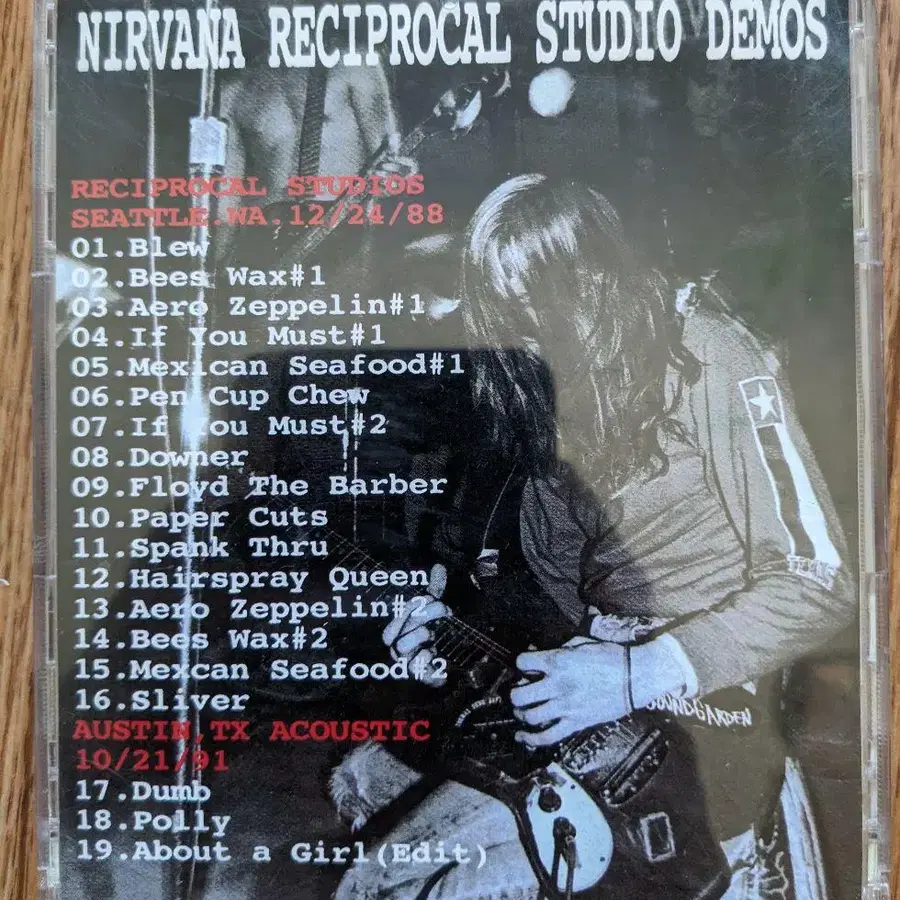 NIRVANA RECIPROCAL STUDIO DEMOS
RECIPROCAL STUDIOS
SEATTLE.WA.12/24/88
01.Blew
02.Bees Wax#1
03.Aero Zeppelin#1
04.If You Must#1
05.Mexican Seafood#1
06.Pen Cup Chew
07.If You Must#2
08.Downer
09.Floyd The Barber
10.Paper Cuts
11.Spank Thru
12.Hairspray Queen
13.Aero Zeppelin#2
14.Bees Wax#2
15.Mexcan Seafood#2
16.Sliver
AUSTIN,TX ACOUSTIC
10/21/91
17.Dumb
18.Polly
19.About a Girl(Edit)
TEXAS
SOUNDGARDEN